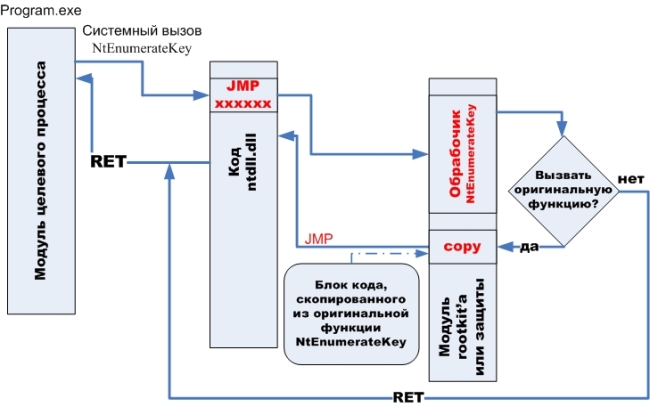 Program.exe
Системный вызов
NtEnumerateKey
Модуль целевого процесса
JMP
xxxxxx
Код
ntdll.dll
RET
Обрабочик
NtEnumerateKey
Вызвать
оригинальную
функцию?
нет
да
JMP
copy
Блок кода,
скопированного
из оригинальной
функции
NtEnumerateKey
Модуль
rootkit'а
или защиты
RET